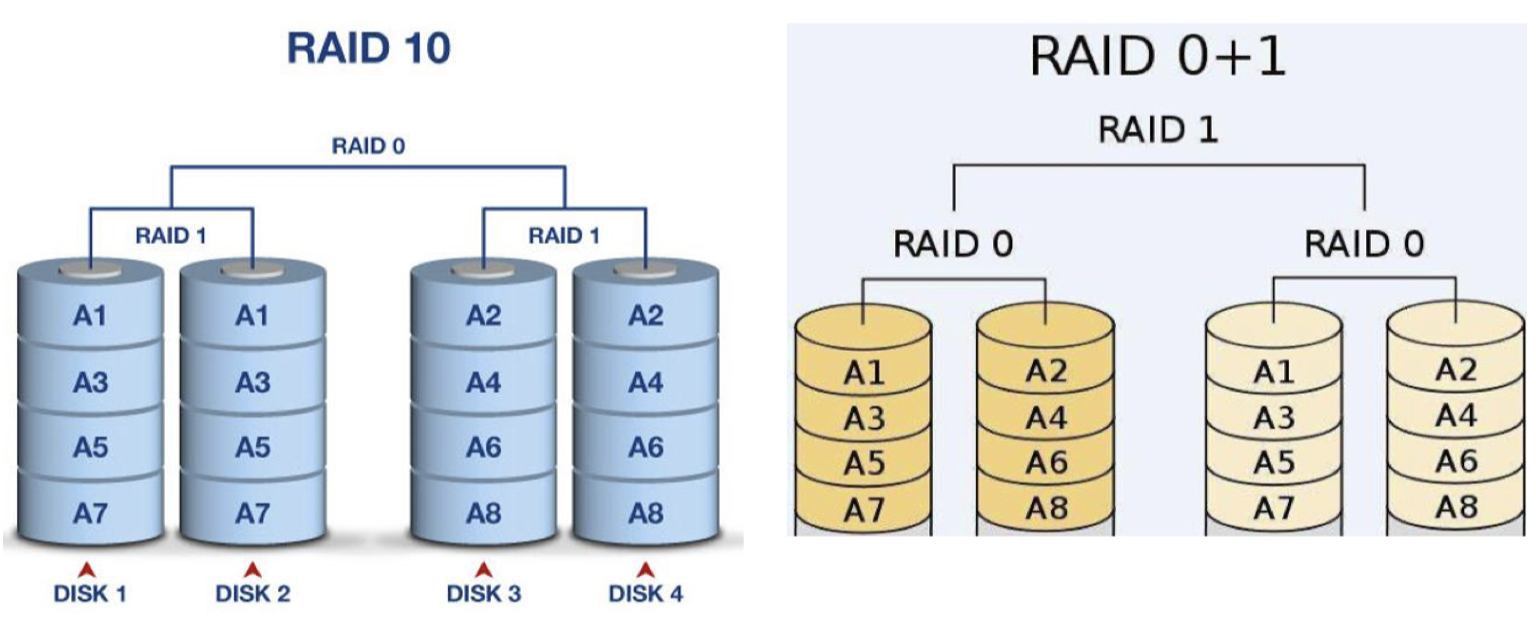 RAID 10
RAID 0
RAID 1 RAID 1
A1 A1 A2 A2
A3 A3 A4 A4
A5 A5 A6 A6
A7 A7 A8 A8
DISK 1 DISK 2 DISK 3 DISK 4
RAID 0+1
RAID 1
RAID 0 RAID 0
A1 A2 A1 A2
A3 A4 A3 A4
A5 A6 A5 A6
A7 A8 A7 A8